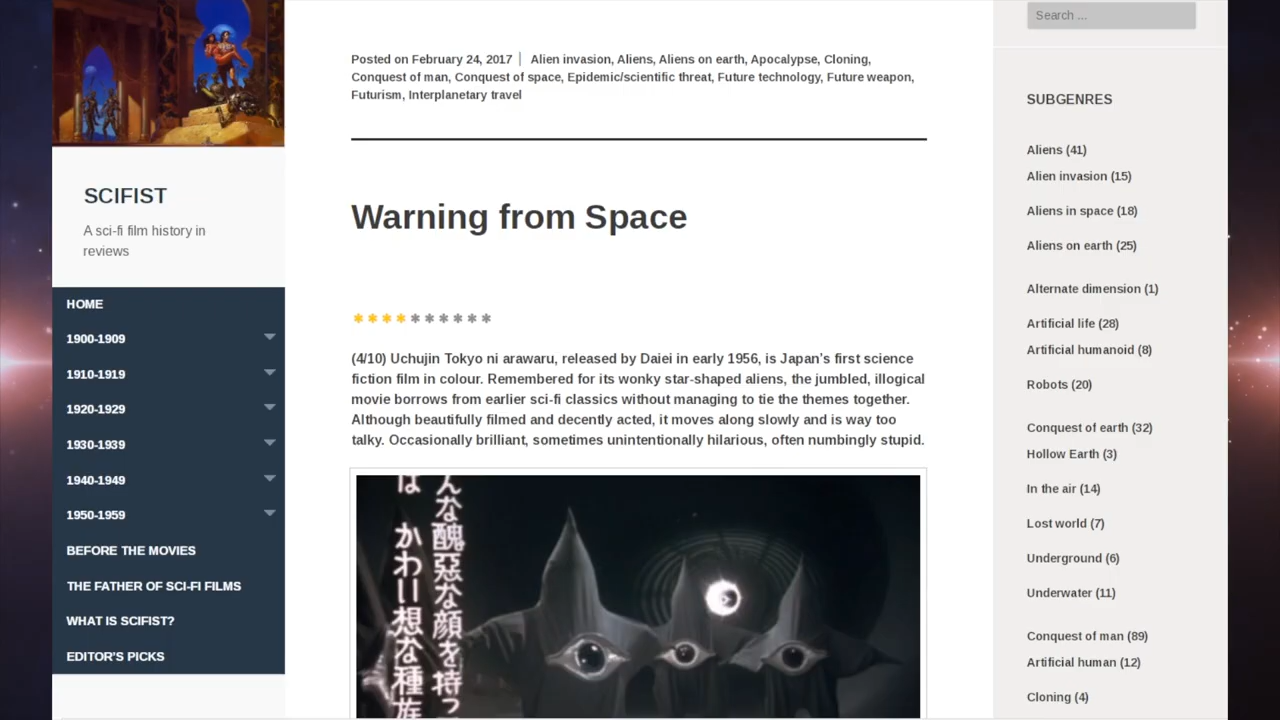 Search ...
Posted on February 24, 2017 | Alien invasion, Aliens, Aliens on earth, Apocalypse, Cloning,
Conquest of man, Conquest of space, Epidemic/scientific threat, Future technology, Future weapon,
Futurism, Interplanetary travel
SCIFIST
A sci-fi film history in
reviews
HOME
1900-1909
1910-1919
1920-1929
1930-1939
1940-1949
1950-1959
BEFORE THE MOVIES
THE FATHER OF SCI-FI FILMS
WHAT IS SCIFIST?
EDITOR'S PICKS
Warning from Space
(4/10) Uchujin Tokyo ni arawaru, released by Daiei in early 1956, is Japan's first science
fiction film in colour. Remembered for its wonky star-shaped aliens, the jumbled, illogical
movie borrows from earlier sci-fi classics without managing to tie the themes together.
Although beautifully filmed and decently acted, it moves along slowly and is way too
talky. Occasionally brilliant, sometimes unintentionally hilarious, often numbingly stupid.
んな醜惡な顔を持っ
は かわい想な種族
SUBGENRES
Aliens (41)
Alien invasion (15)
Aliens in space (18)
Aliens on earth (25)
Alternate dimension (1)
Artificial life (28)
Artificial humanoid (8)
Robots (20)
Conquest of earth (32)
Hollow Earth (3)
In the air (14)
Lost world (7)
Underground (6)
Underwater (11)
Conquest of man (89)
Artificial human (12)
Cloning (4)